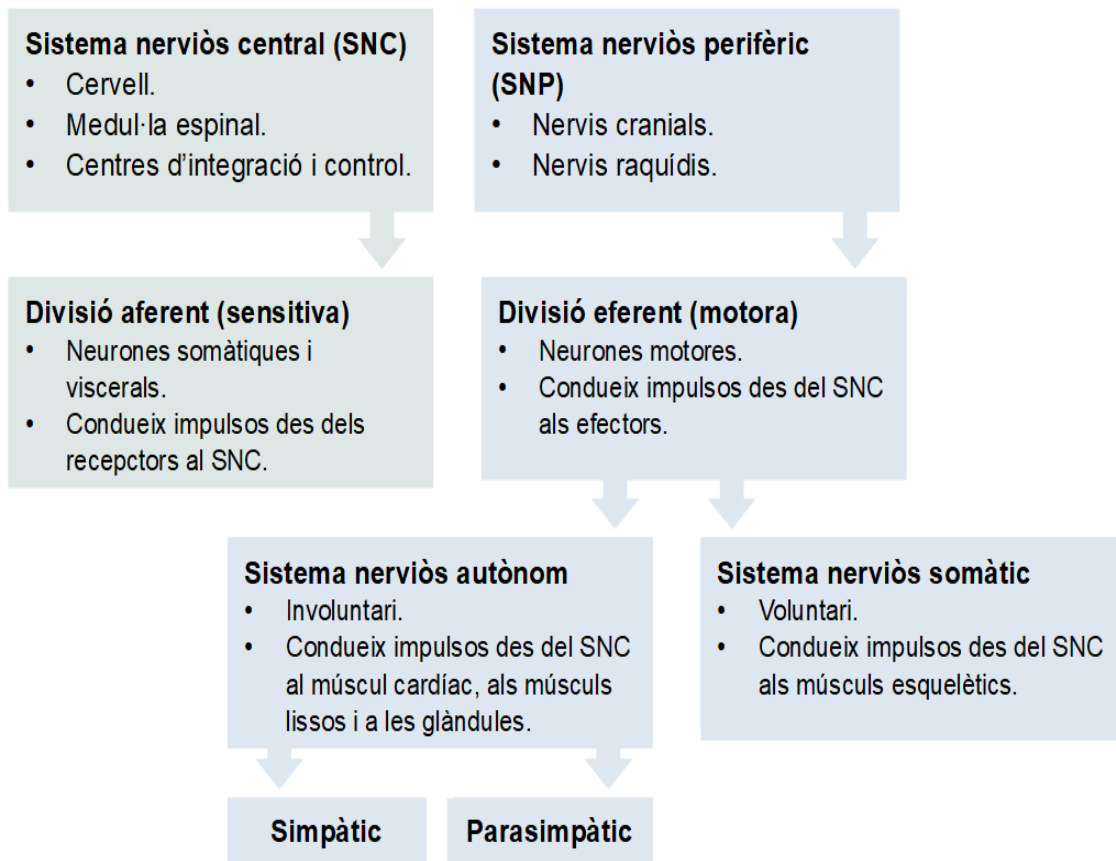 Sistema nerviòs central (SNC)
• Cervell.
• Medul·la espinal.
• Centres d'integració i control.
Sistema nerviòs perifèric
(SNP)
• Nervis cranials.
• Nervis raquídis.
Divisió aferent (sensitiva)
• Neurones somàtiques i
viscerals.
• Condueix impulsos des dels
recepctors al SNC.
Divisió eferent (motora)
• Neurones motores.
• Condueix impulsos des del SNC
als efectors.
Sistema nerviòs autònom
• Involuntari.
• Condueix impulsos des del SNC
al múscul cardíac, als músculs
lissos i a les glàndules.
Sistema nerviòs somàtic
• Voluntari.
• Condueix impulsos des del SNC
als músculs esquelètics.
Simpàtic
Parasimpàtic